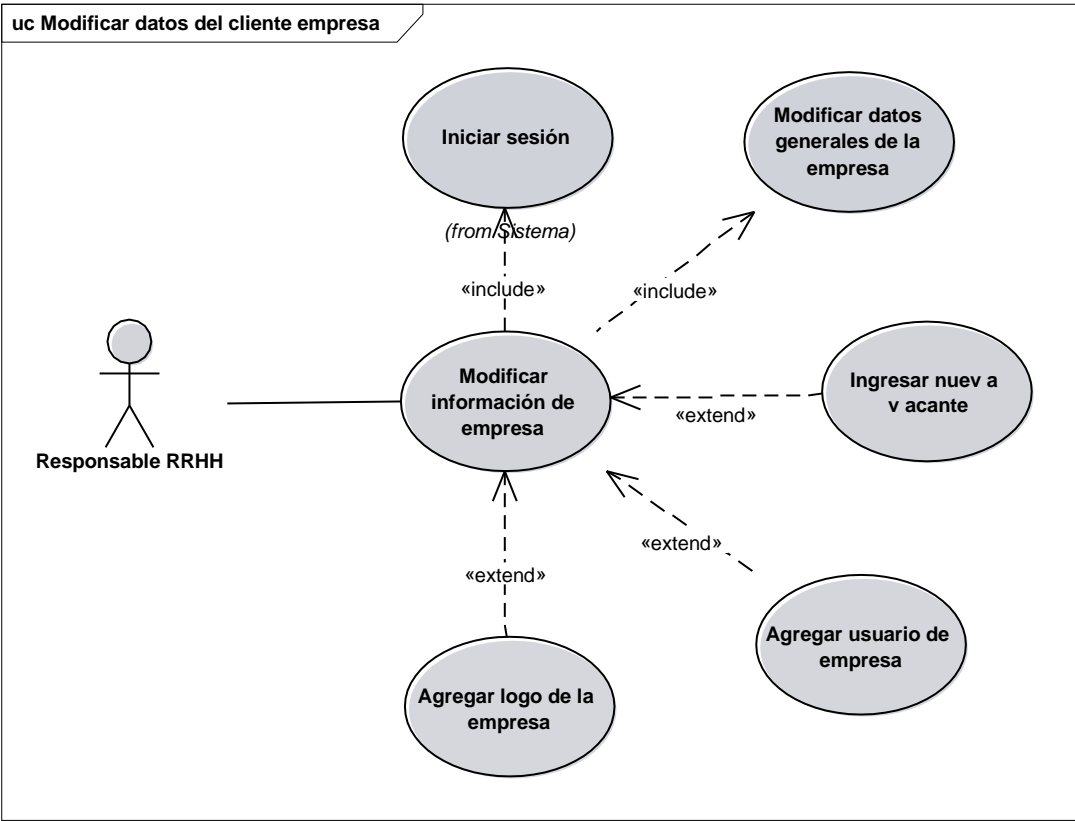 uc Modificar datos del cliente empresa
Iniciar sesión
(from Sistema)
Modificar datos
generales de la
empresa
«include»
«include»
Responsable RRHH
Modificar
información de
empresa
Ingresar nuev a
v acante
«extend»
«extend»
«extend»
Agregar usuario de
empresa
Agregar logo de la
empresa